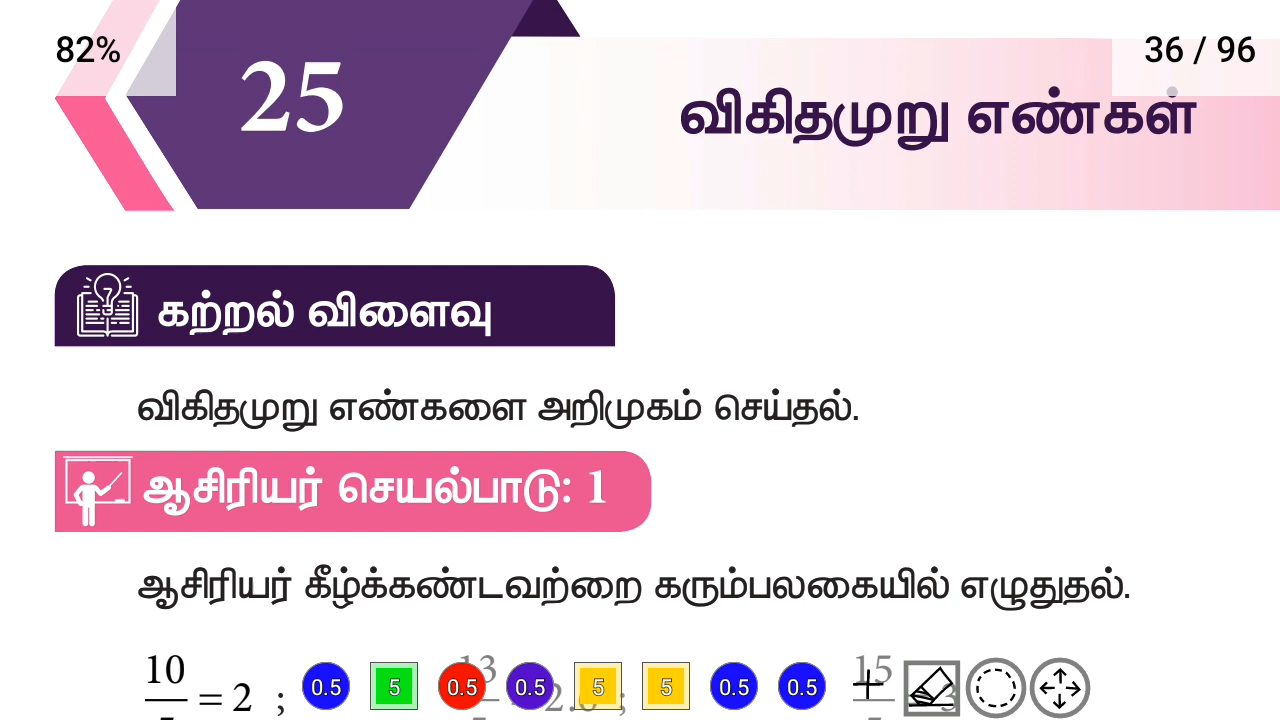 82%
36 / 96
25
விகிதமுறு எண்கள்
கற்றல் விளைவு
விகிதமுறு எண்களை அறிமுகம் செய்தல்.
ஆசிரியர் செயல்பாடு: 1
ஆசிரியர் கீழ்க்கண்டவற்றை கரும்பலகையில் எழுதுதல்.
10 13 15
= 2 ;
0.5 5 0.5 0.5 5 5 0.5 0.5